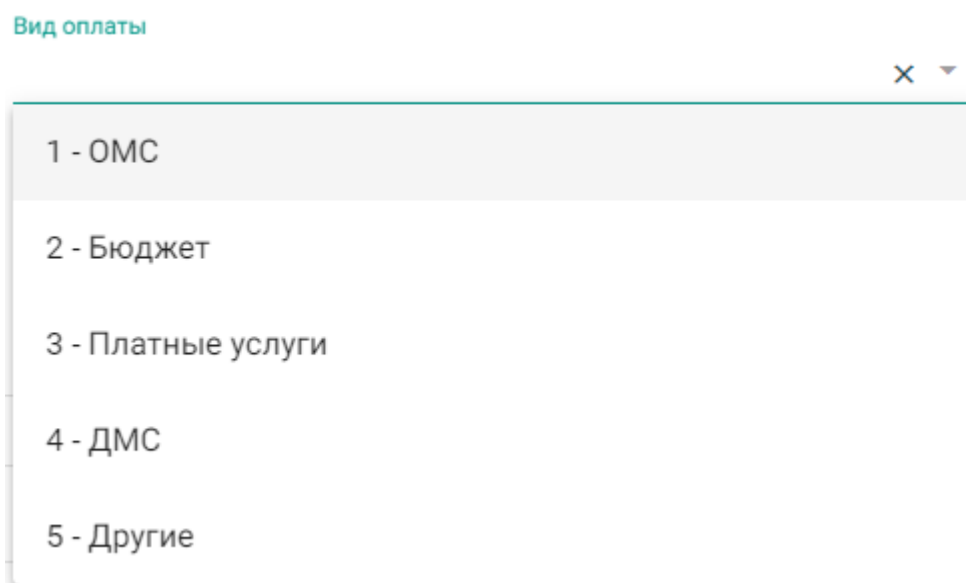 Вид оплаты
1 - ОМС
2 - Бюджет
3 - Платные услуги
4 - ДМС
5 - Другие